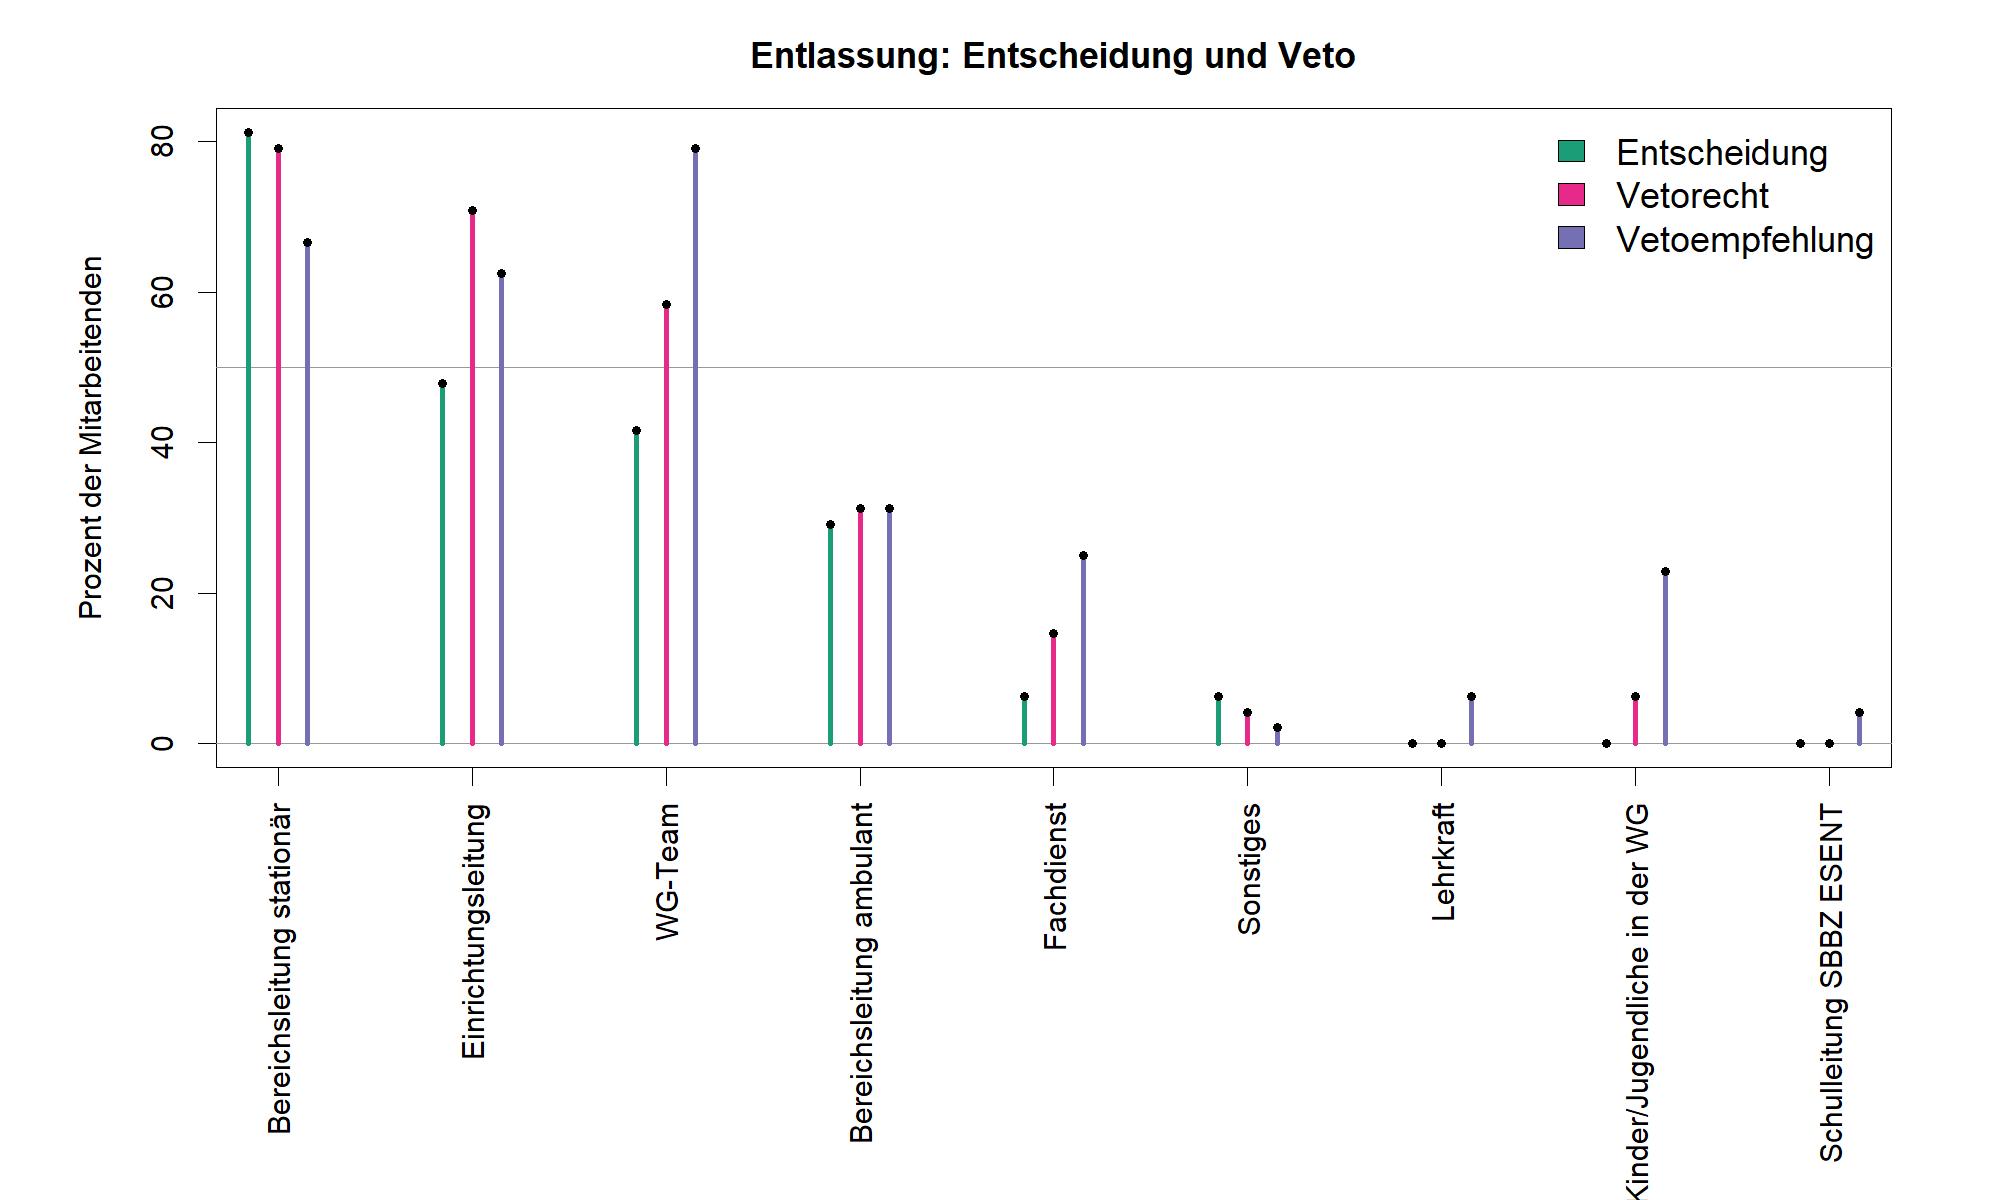 Entlassung: Entscheidung und Veto
Prozent der Mitarbeitenden
80
60
40
20
0
Entscheidung
Vetorecht
Vetoempfehlung
Bereichsleitung stationär
Einrichtungsleitung
WG-Team
Bereichsleitung ambulant
Fachdienst
Sonstiges
Lehrkraft
Kinder/Jugendliche in der WG
Schulleitung SBBZ ESENT